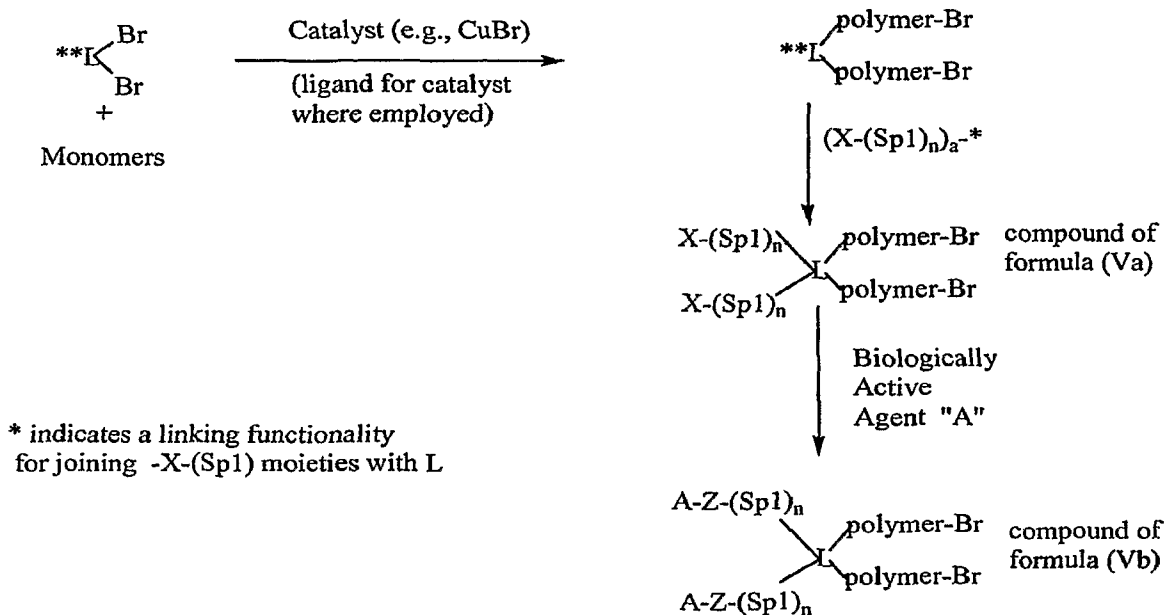 **L
Br
Br
+
Monomers
Catalyst (e.g., CuBr)
(ligand for catalyst
where employed)
**L
polymer-Br
polymer-Br
(X-(Sp1)n)a-*
X-(Sp1)n
X-(Sp1)n
L
polymer-Br
polymer-Br
compound of
formula (Va)
Biologically
Active
Agent "A"
* indicates a linking functionality
for joining -X-(Sp1) moieties with L
A-Z-(Sp1)n
A-Z-(Sp1)n
L
polymer-Br
polymer-Br
compound of
formula (Vb)